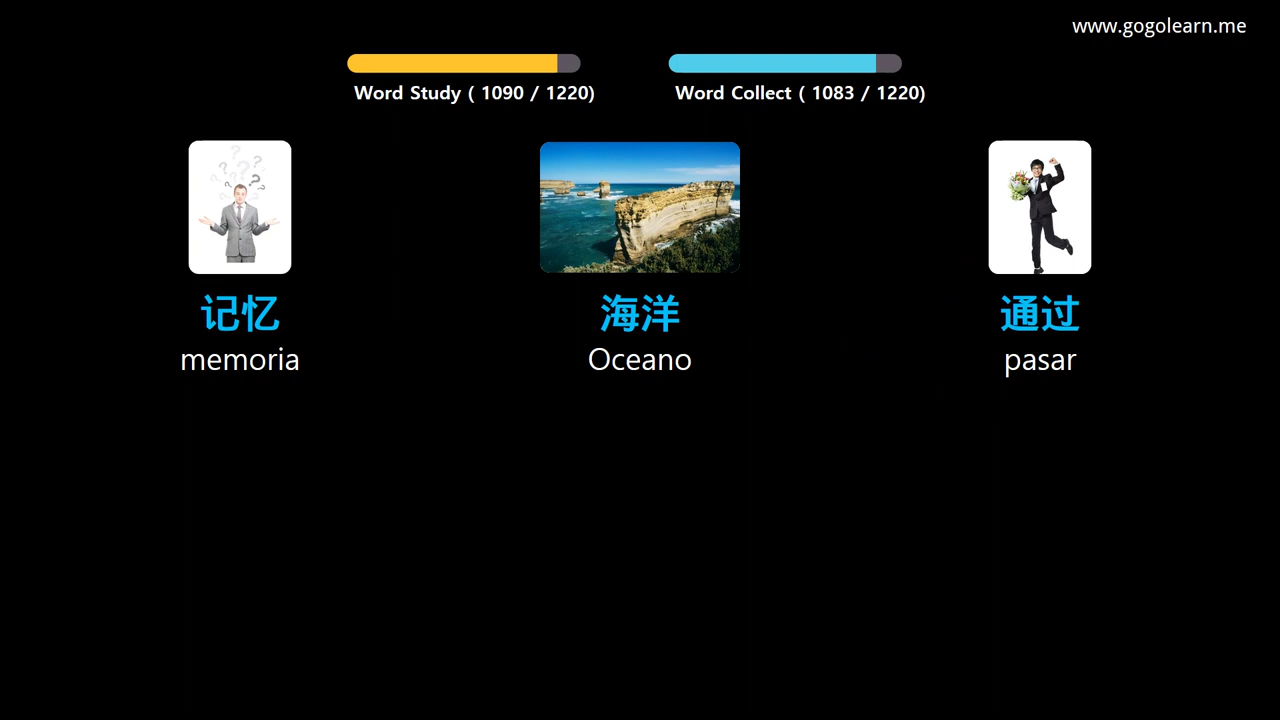 www.gogolearn.me
Word Study ( 1090 / 1220)
Word Collect ( 1083 / 1220)
记忆
memoria
海洋
Oceano
通过
pasar